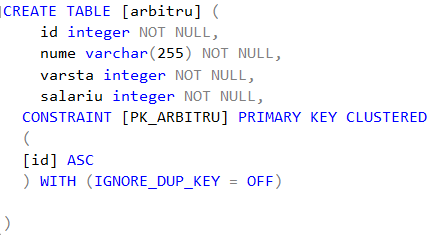 CREATE TABLE [arbitru] (
id integer NOT NULL,
nume varchar(255) NOT NULL,
varsta integer NOT NULL,
salariu integer NOT NULL,
CONSTRAINT [PK_ARBITRU] PRIMARY KEY CLUSTERED
(
[id] ASC
) WITH (IGNORE_DUP_KEY = OFF)
)